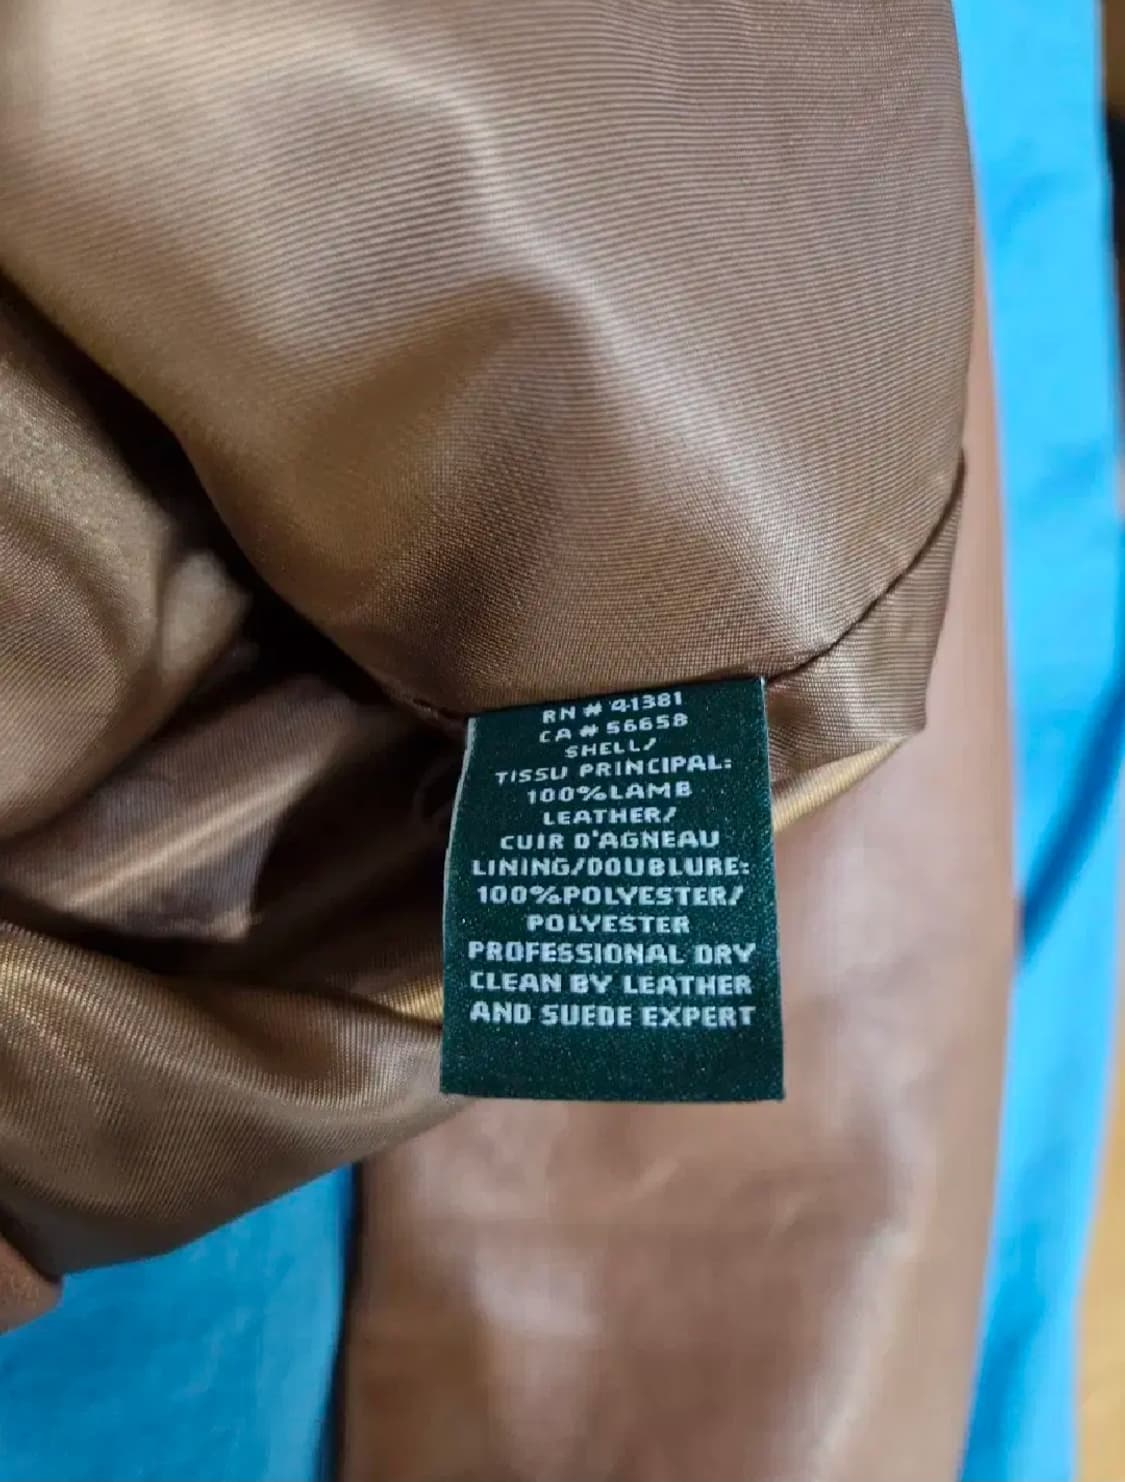 RN # 41381
CA # 56658
SHELL/
TISSU PRINCIPAL:
100%LAMB
LEATHER/
CUIR D'AGNEAU
LINING/DOUBLURE:
100%POLYESTER/
POLYESTER
PROFESSIONAL DRY
CLEAN BY LEATHER
AND SUEDE EXPERT